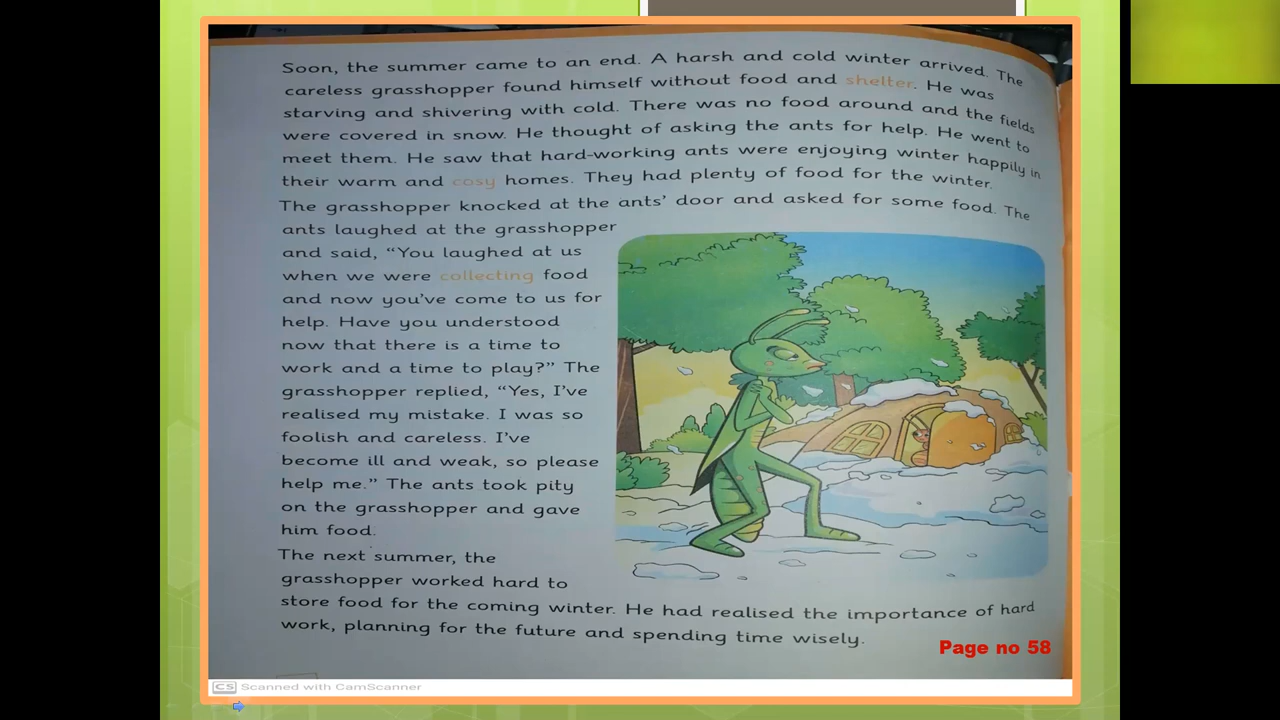 Soon, the summer came to an end. A harsh and cold winter arrived. The
careless grasshopper found himself without food and shelter. He was
starving and shivering with cold. There was no food around and the fields
were covered in snow. He thought of asking the ants for help. He went to
meet them. He saw that hard-working ants were enjoying winter happily in
their warm and cosy homes. They had plenty of food for the winter.
The grasshopper knocked at the ants’ door and asked for some food. The
ants laughed at the grasshopper
and said, “You laughed at us
when we were collecting food
and now you’ve come to us for
help. Have you understood
now that there is a time to
work and a time to play?” The
grasshopper replied, “Yes, I’ve
realised my mistake. I was so
foolish and careless. I’ve
become ill and weak, so please
help me.” The ants took pity
on the grasshopper and gave
him food.
The next summer, the
grasshopper worked hard to
store food for the coming winter. He had realised the importance of hard
work, planning for the future and spending time wisely.
Page no 58
CS Scanned with CamScanner